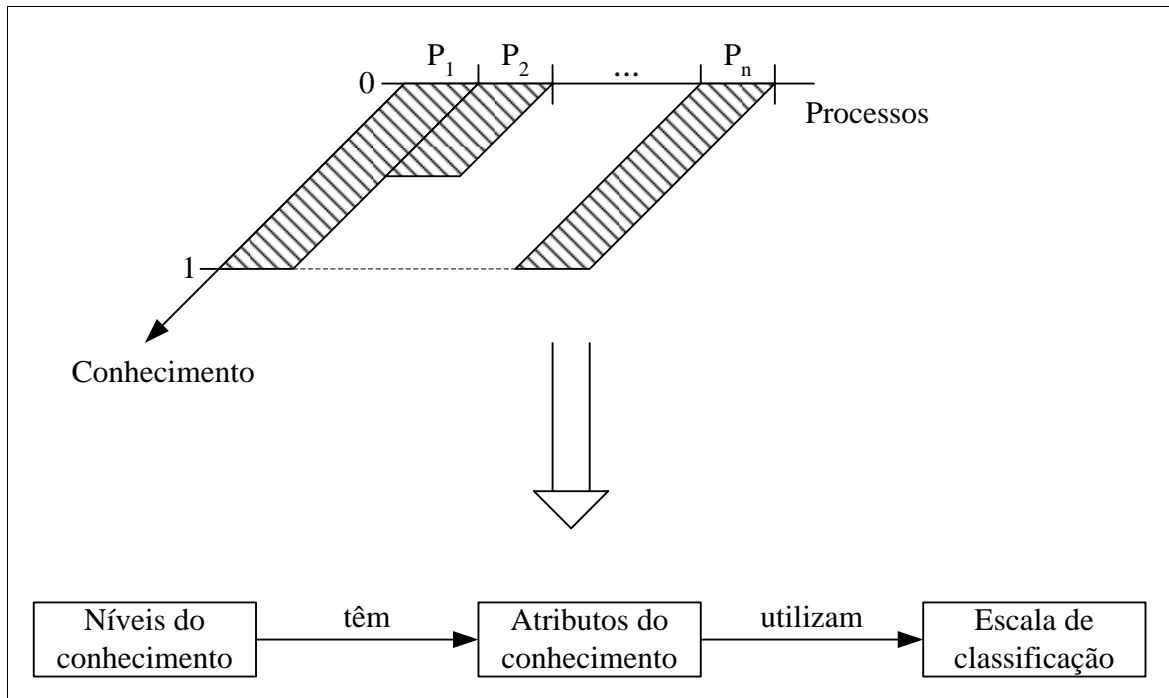 P1 P2 ... Pn
0
Processos
1
Conhecimento
Níveis do
conhecimento
têm
Atributos do
conhecimento
utilizam
Escala de
classificação